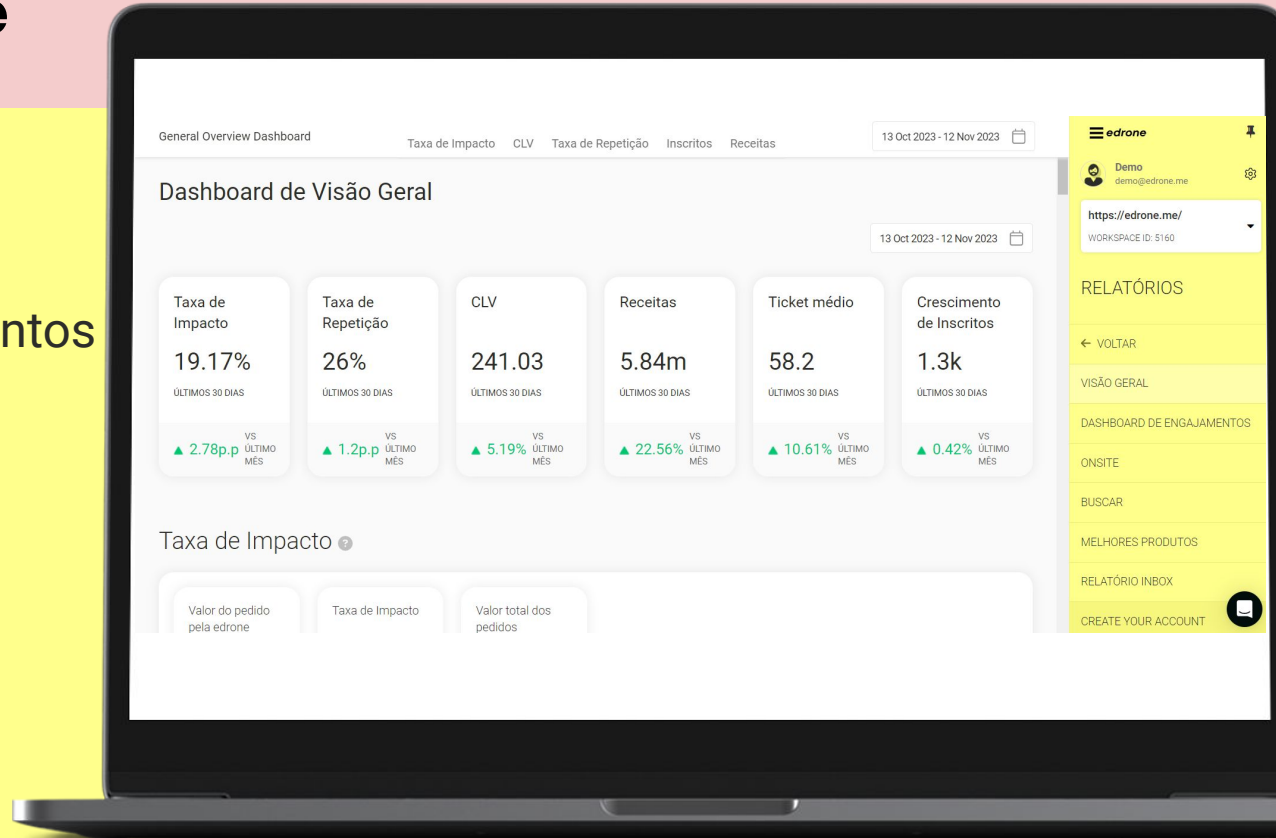 e
ntos
General Overview Dashboard
Taxa de Impacto CLV Taxa de Repetição Inscritos Receitas
13 Oct 2023 - 12 Nov 2023
Dashboard de Visão Geral
13 Oct 2023 - 12 Nov 2023
Taxa de
Impacto
19.17%
ÚLTIMOS 30 DIAS
▲ 2.78p.p
VS
ÚLTIMO
MÊS
Taxa de
Repetição
26%
ÚLTIMOS 30 DIAS
▲ 1.2p.p
VS
ÚLTIMO
MÊS
CLV
241.03
ÚLTIMOS 30 DIAS
▲ 5.19%
VS
ÚLTIMO
MÊS
Receitas
5.84m
ÚLTIMOS 30 DIAS
▲ 22.56%
VS
ÚLTIMO
MÊS
Ticket médio
58.2
ÚLTIMOS 30 DIAS
▲ 10.61%
VS
ÚLTIMO
MÊS
Crescimento
de Inscritos
1.3k
ÚLTIMOS 30 DIAS
▲ 0.42%
VS
ÚLTIMO
MÊS
Taxa de Impacto ?
Valor do pedido
pela edrone
Taxa de Impacto
Valor total dos
pedidos
edrone
Demo
demo@edrone.me
https://edrone.me/
WORKSPACE ID: 5160
RELATÓRIOS
← VOLTAR
VISÃO GERAL
DASHBOARD DE ENGAJAMENTOS
ONSITE
BUSCAR
MELHORES PRODUTOS
RELATÓRIO INBOX
CREATE YOUR ACCOUNT